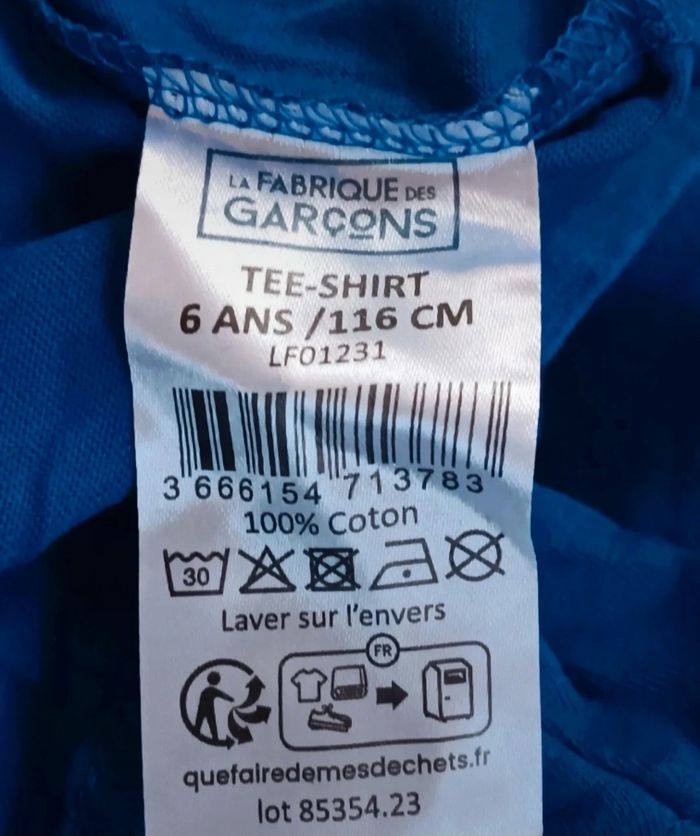 LA FABRIQUE DES
GARÇONS
TEE-SHIRT
6 ANS /116 CM
LF01231
3 666154 713783
100% Coton
30
Laver sur l'envers
FR
quefairedemesdechets.fr
lot 85354.23